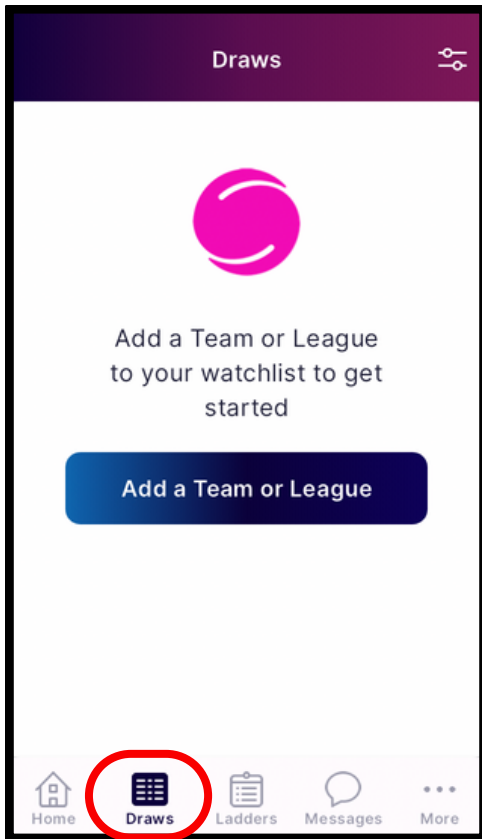 Draws
Add a Team or League
to your watchlist to get
started
Add a Team or League
Home Draws Ladders Messages More